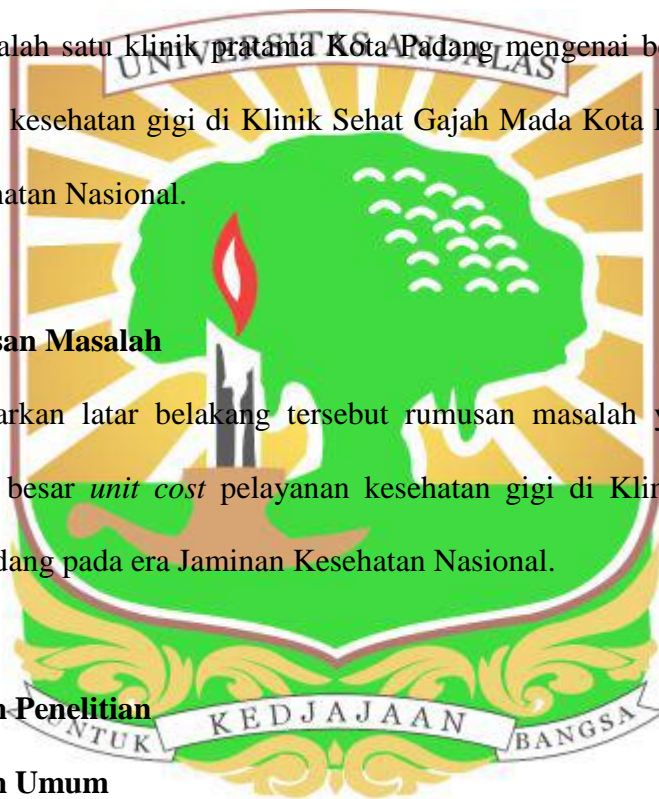 alah satu klinik pratama Kota Padang mengenai be
UNIVERSITAS ANDALAS
kesehatan gigi di Klinik Sehat Gajah Mada Kota
hatan Nasional.
san Masalah
arkan latar belakang tersebut rumusan masalah y
besar unit cost pelayanan kesehatan gigi di Klin
dang pada era Jaminan Kesehatan Nasional.
n Penelitian
UNTUK KEDJAJAAN BANGSA
n Umum